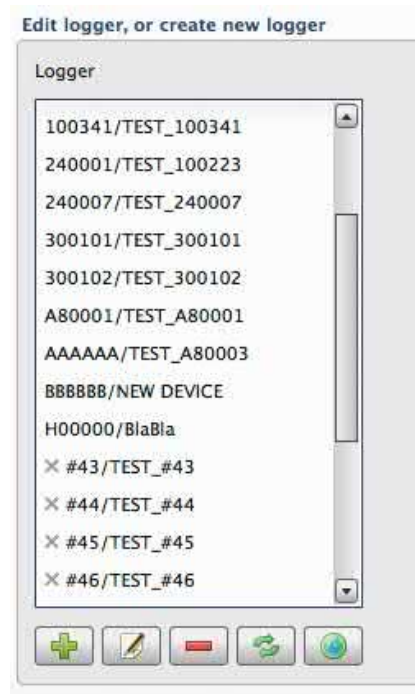 Edit logger, or create new logger
Logger
100341/TEST_100341
240001/TEST_100223
240007/TEST_240007
300101/TEST_300101
300102/TEST_300102
A80001/TEST_A80001
AAAAAA/TEST_A80003
BBBBBB/NEW DEVICE
H00000/BlaBla
#43/TEST_#43
#44/TEST_#44
#45/TEST_#45
#46/TEST_#46